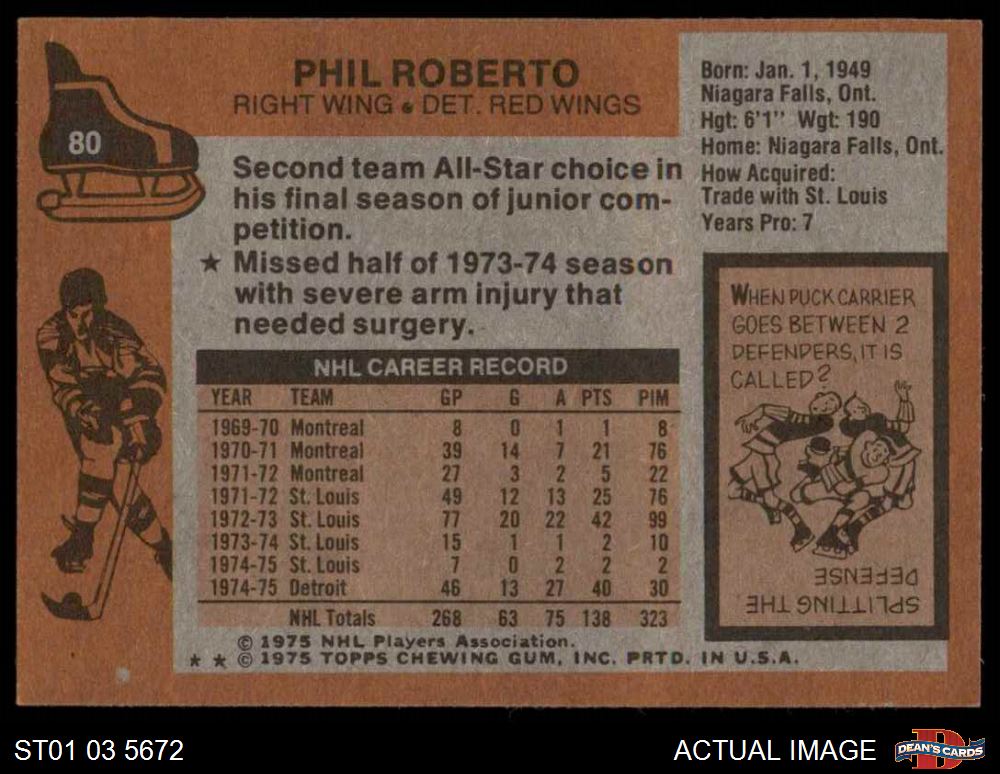 80
PHIL ROBERTO
RIGHT WING • DET. RED WINGS
Second team All-Star choice in
his final season of junior com-
petition.
★ Missed half of 1973-74 season
with severe arm injury that
needed surgery.
Born: Jan. 1, 1949
Niagara Falls, Ont.
Hgt: 6'1'' Wgt: 190
Home: Niagara Falls, Ont.
How Acquired:
Trade with St. Louis
Years Pro: 7
NHL CAREER RECORD
YEAR TEAM GP G A PTS PIM
1969-70 Montreal 8 0 1 1 8
1970-71 Montreal 39 14 7 21 76
1971-72 Montreal 27 3 2 5 22
1971-72 St. Louis 49 12 13 25 76
1972-73 St. Louis 77 20 22 42 99
1973-74 St. Louis 15 1 1 2 10
1974-75 St. Louis 7 0 2 2 2
1974-75 Detroit 46 13 27 40 30
NHL Totals 268 63 75 138 323
WHEN PUCK CARRIER
GOES BETWEEN 2
DEFENDERS, IT IS
CALLED?
SPLITTING THE
DEFENSE
© 1975 NHL Players Association.
★ ★ © 1975 TOPPS CHEWING GUM, INC. PRTD. IN U.S.A.
ST01 03 5672
ACTUAL IMAGE
D
DEAN'S CARDS